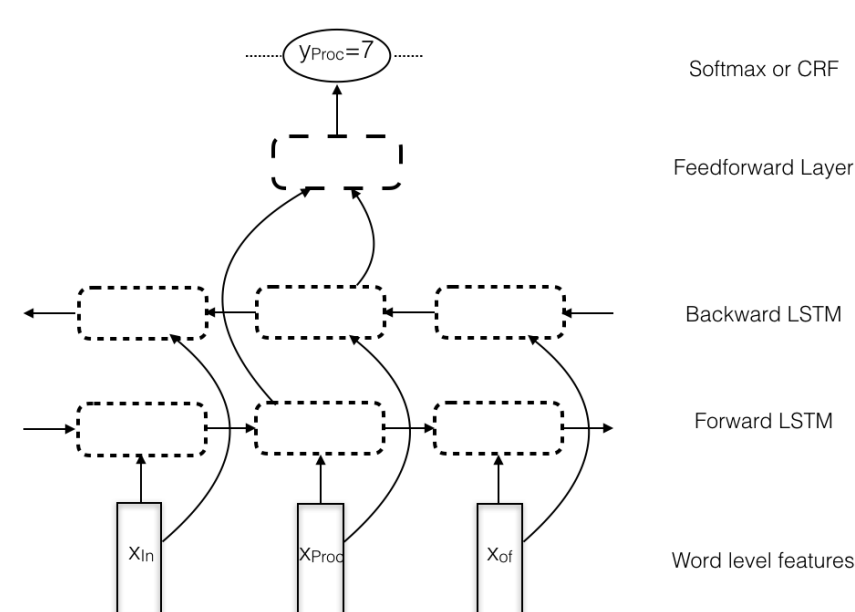 yProc=7
Softmax or CRF
Feedforward Layer
Backward LSTM
Forward LSTM
xIn
xProc
xof
Word level features